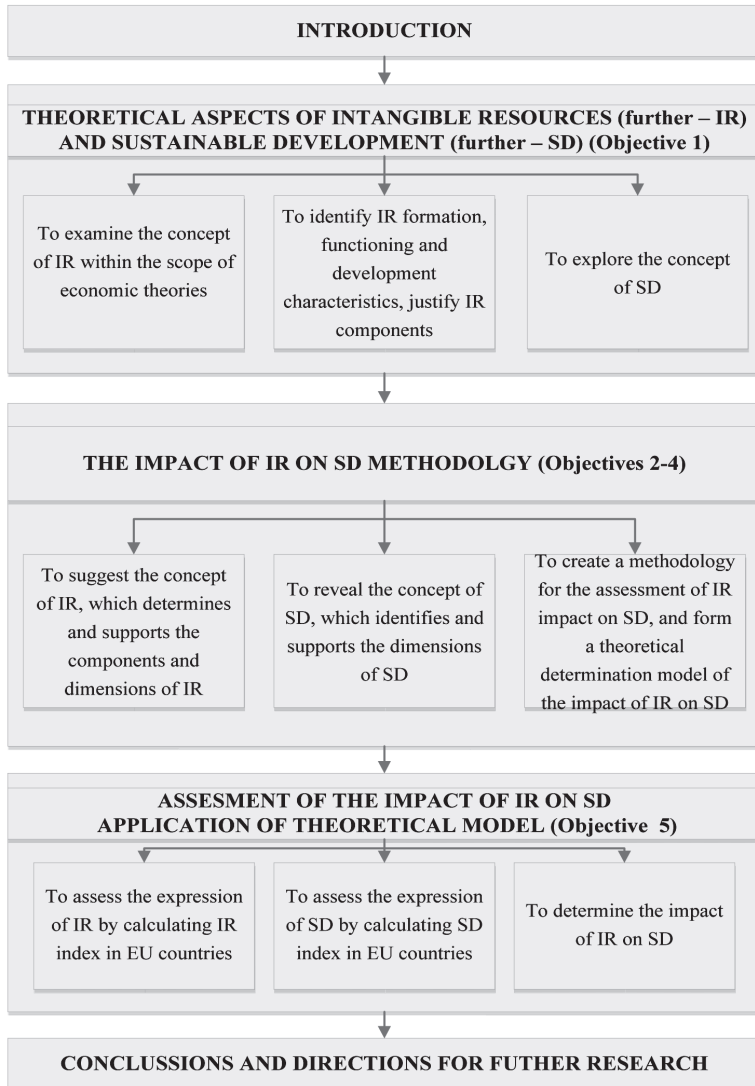 INTRODUCTION
THEORETICAL ASPECTS OF INTANGIBLE RESOURCES (further – IR)
AND SUSTAINABLE DEVELOPMENT (further – SD) (Objective 1)
To examine the concept
of IR within the scope of
economic theories
To identify IR formation,
functioning and
development
characteristics, justify IR
components
To explore the concept
of SD
THE IMPACT OF IR ON SD METHODOLGY (Objectives 2-4)
To suggest the concept
of IR, which determines
and supports the
components and
dimensions of IR
To reveal the concept of
SD, which identifies and
supports the dimensions
of SD
To create a methodology
for the assessment of IR
impact on SD, and form
a theoretical
determination model of
the impact of IR on SD
ASSESMENT OF THE IMPACT OF IR ON SD
APPLICATION OF THEORETICAL MODEL (Objective 5)
To assess the expression
of IR by calculating IR
index in EU countries
To assess the expression
of SD by calculating SD
index in EU countries
To determine the impact
of IR on SD
CONCLUSSIONS AND DIRECTIONS FOR FUTHER RESEARCH